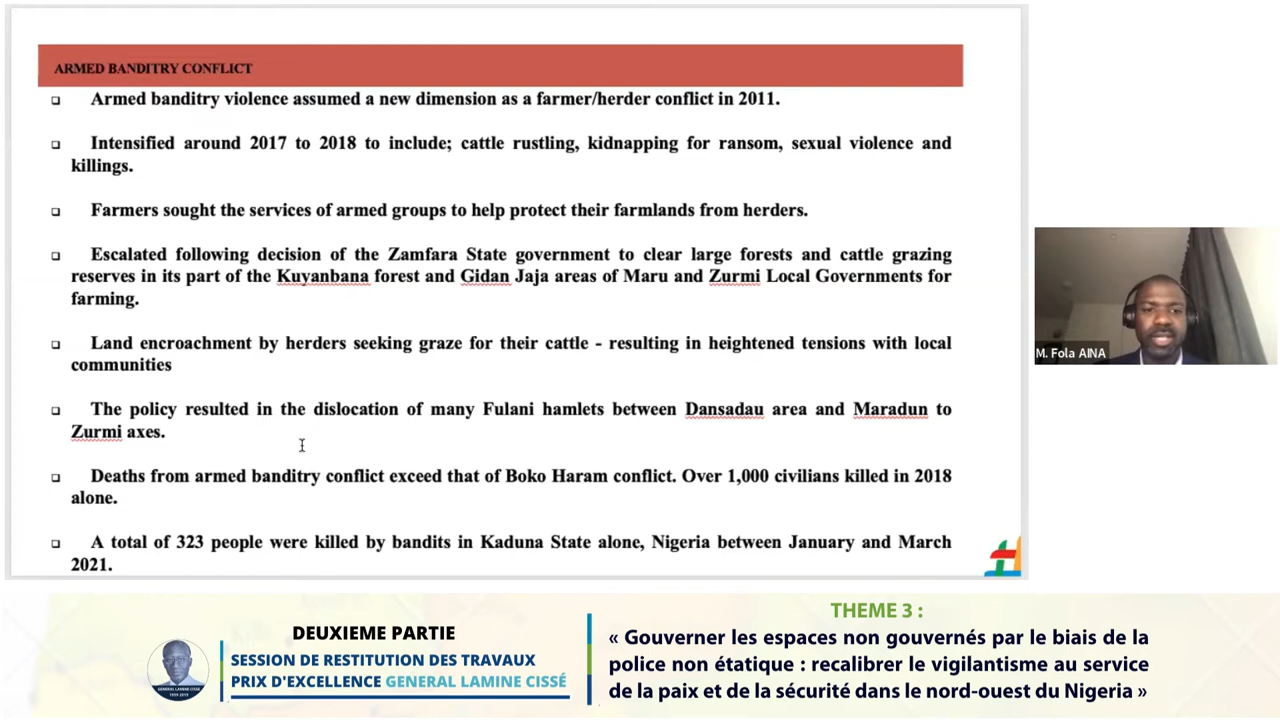 ARMED BANDITRY CONFLICT
❑ Armed banditry violence assumed a new dimension as a farmer/herder conflict in 2011.
❑ Intensified around 2017 to 2018 to include; cattle rustling, kidnapping for ransom, sexual violence and
killings.
❑ Farmers sought the services of armed groups to help protect their farmlands from herders.
❑ Escalated following decision of the Zamfara State government to clear large forests and cattle grazing
reserves in its part of the Kuyanbana forest and Gidan Jaja areas of Maru and Zurmi Local Governments for
farming.
❑ Land encroachment by herders seeking graze for their cattle - resulting in heightened tensions with local
communities
❑ The policy resulted in the dislocation of many Fulani hamlets between Dansadau area and Maradun to
Zurmi axes.
❑ Deaths from armed banditry conflict exceed that of Boko Haram conflict. Over 1,000 civilians killed in 2018
alone.
❑ A total of 323 people were killed by bandits in Kaduna State alone, Nigeria between January and March
2021.
M. Fola AINA
DEUXIEME PARTIE
SESSION DE RESTITUTION DES TRAVAUX
PRIX D'EXCELLENCE GENERAL LAMINE CISSÉ
GENERAL LAMINE CISSÉ
1939-2019
THEME 3 :
« Gouverner les espaces non gouvernés par le biais de la
police non étatique : recalibrer le vigilantisme au service
de la paix et de la sécurité dans le nord-ouest du Nigeria »